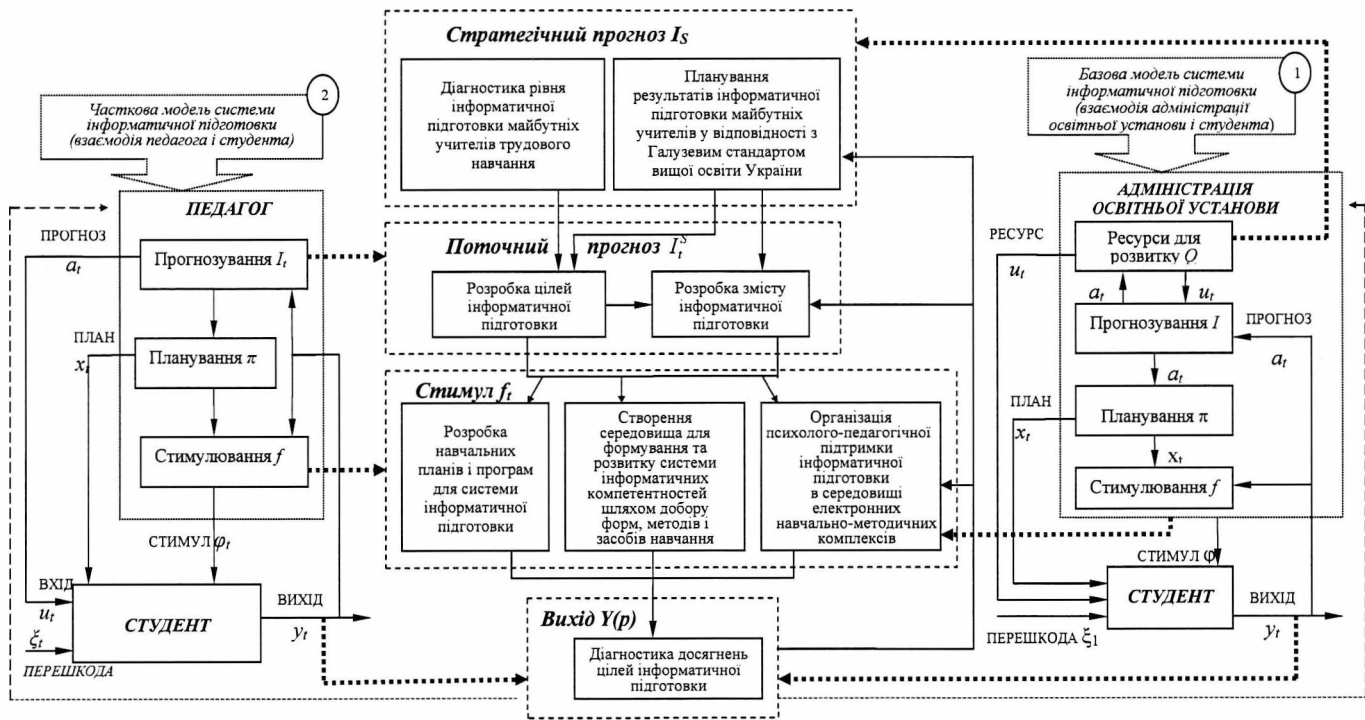 2
Часткова модель системи
інформатичної підготовки
(взаємодія педагога і студента)
ПЕДАГОГ
ПРОГНОЗ
a_t
Прогнозування I_t
ПЛАН
x_t
Планування π
Стимулювання f
СТИМУЛ φ_t
ВХІД
u_t
ξ_t
ПЕРЕШКОДА
СТУДЕНТ
ВИХІД
y_t
Стратегічний прогноз I_S
Діагностика рівня
інформатичної
підготовки майбутніх
учителів трудового
навчання
Планування
результатів інформатичної
підготовки майбутніх
учителів у відповідності з
Галузевим стандартом
вищої освіти України
Поточний прогноз I_t^S
Розробка цілей
інформатичної
підготовки
Розробка змісту
інформатичної
підготовки
Стимул f_t
Розробка
навчальних
планів і програм
для системи
інформатичної
підготовки
Створення
середовища для
формування та
розвитку системи
інформатичних
компетентностей
шляхом добору
форм, методів і
засобів навчання
Організація
психолого-педагогічної
підтримки
інформатичної
підготовки
в середовищі
електронних
навчально-методичних
комплексів
Вихід Y(p)
Діагностика досягнень
цілей інформатичної
підготовки
1
Базова модель системи
інформатичної підготовки
(взаємодія адміністрації
освітньої установи і студента)
АДМІНІСТРАЦІЯ
ОСВІТНЬОЇ УСТАНОВИ
РЕСУРС
u_t
Ресурси для
розвитку Q
a_t
u_t
Прогнозування I
ПРОГНОЗ
a_t
a_t
ПЛАН
x_t
Планування π
x_t
Стимулювання f
СТИМУЛ φ
СТУДЕНТ
ВИХІД
y_t
ПЕРЕШКОДА ξ_1